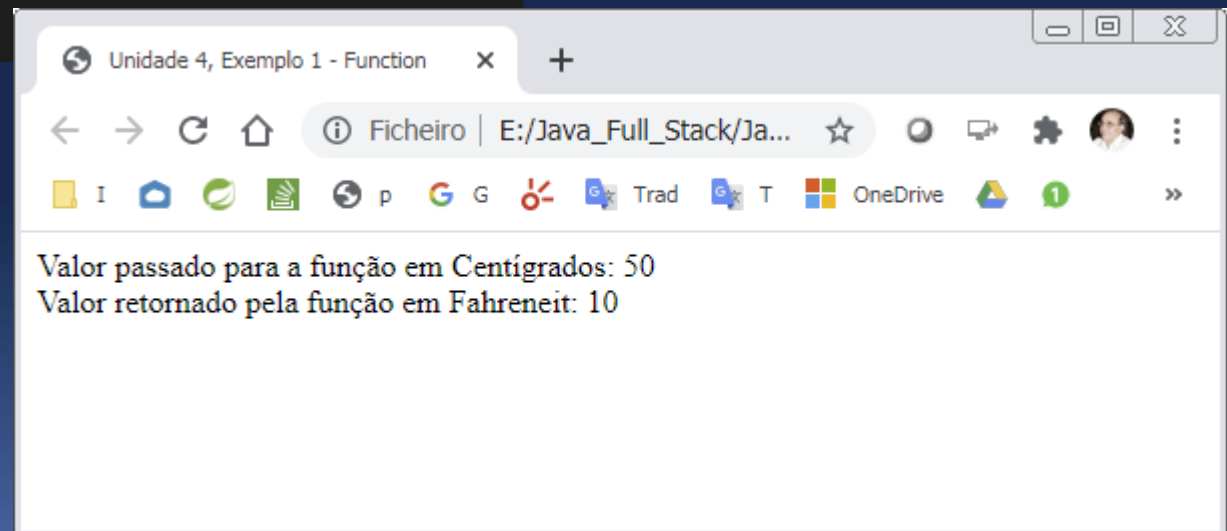 Unidade 4, Exemplo 1 - Function
Ficheiro | E:/Java_Full_Stack/Ja...
I p G Trad T OneDrive 1 »
Valor passado para a função em Centígrados: 50
Valor retornado pela função em Fahreneit: 10